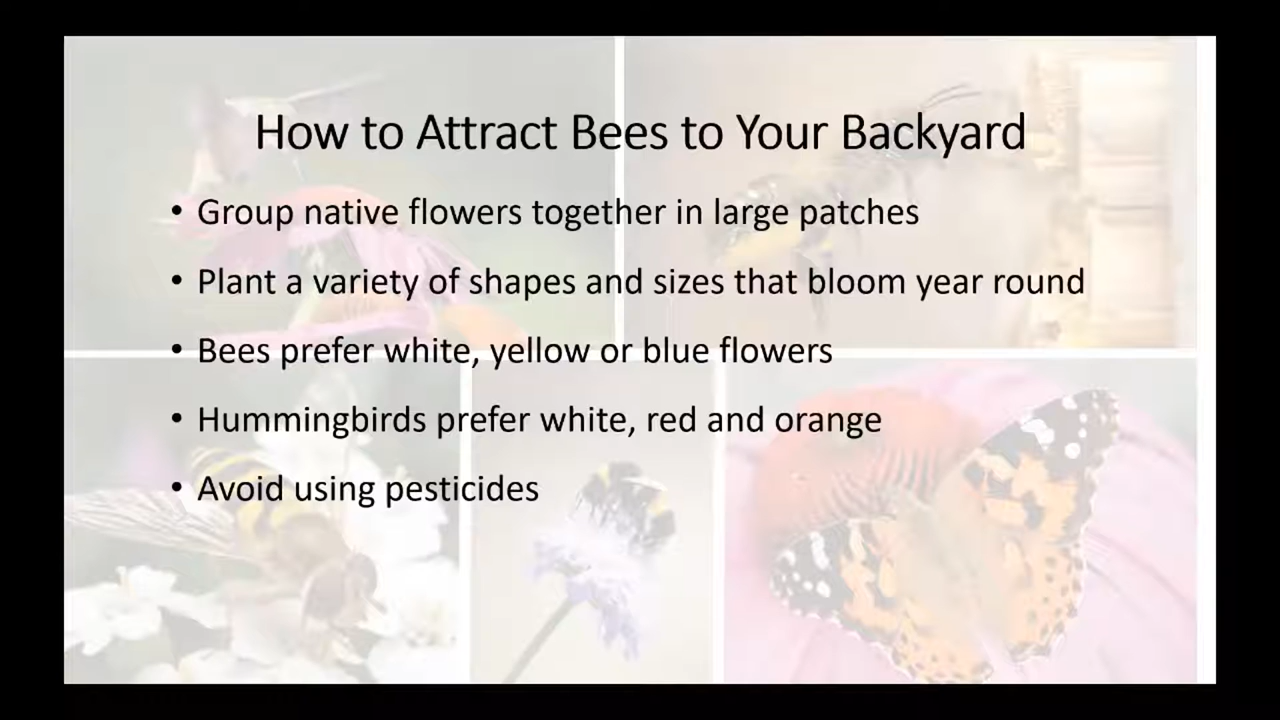 How to Attract Bees to Your Backyard
• Group native flowers together in large patches
• Plant a variety of shapes and sizes that bloom year round
• Bees prefer white, yellow or blue flowers
• Hummingbirds prefer white, red and orange
• Avoid using pesticides